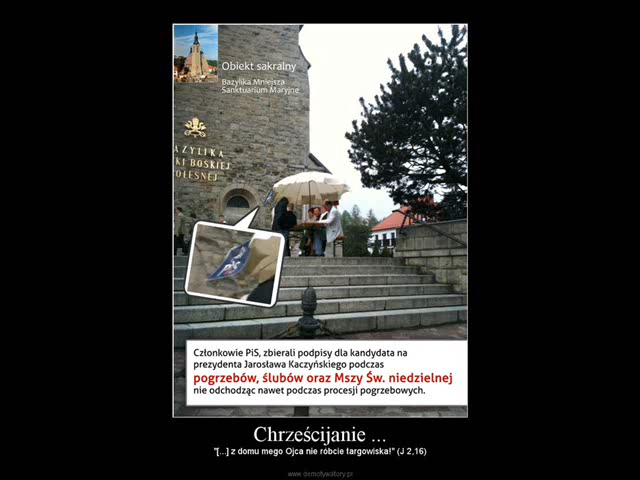 Obiekt sakralny
Bazylika Mniejsza
Sanktuarium Maryjne
AZYLIKA
KI BOSKIEJ
OLESNEJ
Członkowie PiS, zbierali podpisy dla kandydata na
prezydenta Jarosława Kaczyńskiego podczas
pogrzebów, ślubów oraz Mszy Św. niedzielnej
nie odchodząc nawet podczas procesji pogrzebowych.
Chrześcijanie ...
"[...] z domu mego Ojca nie róbcie targowiska!" (J 2,16)
www.demotywatory.pl